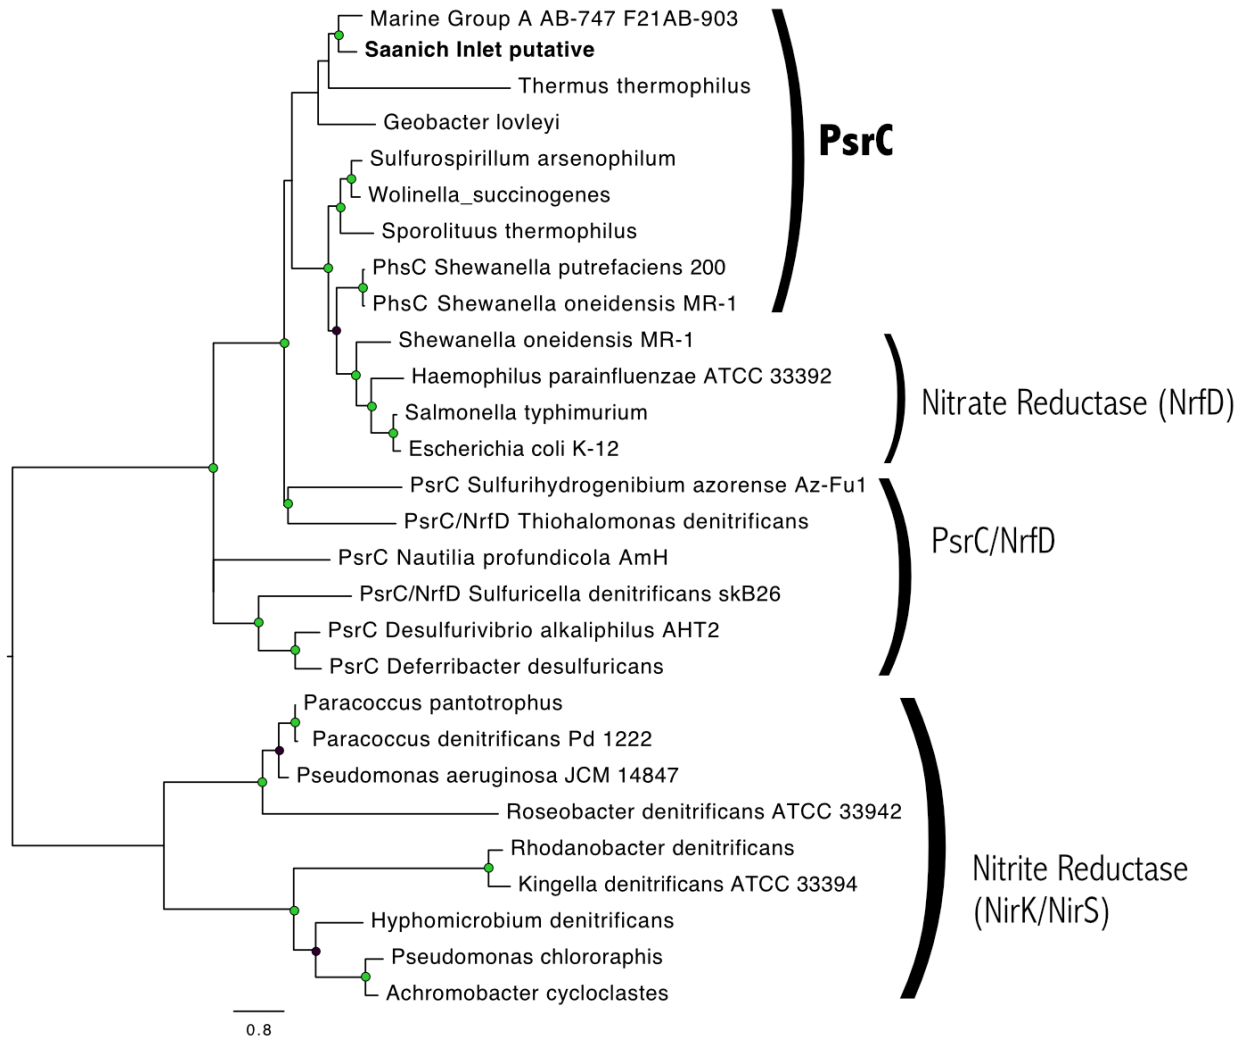 Marine Group A AB-747 F21AB-903
Saanich Inlet putative
Thermus thermophilus
Geobacter lovleyi
PsrC
Sulfurospirillum arsenophilum
Wolinella_succinogenes
Sporolituus thermophilus
PhsC Shewanella putrefaciens 200
PhsC Shewanella oneidensis MR-1
Shewanella oneidensis MR-1
Haemophilus parainfluenzae ATCC 33392
Nitrate Reductase (NrfD)
Salmonella typhimurium
Escherichia coli K-12
PsrC Sulfurihydrogenibium azorense Az-Fu1
PsrC/NrfD Thiohalomonas denitrificans
PsrC/NrfD
PsrC Nautilia profundicola AmH
PsrC/NrfD Sulfuricella denitrificans skB26
PsrC Desulfurivibrio alkaliphilus AHT2
PsrC Deferribacter desulfuricans
Paracoccus pantotrophus
Paracoccus denitrificans Pd 1222
Pseudomonas aeruginosa JCM 14847
Roseobacter denitrificans ATCC 33942
Rhodanobacter denitrificans
Kingella denitrificans ATCC 33394
Nitrite Reductase
(NirK/NirS)
Hyphomicrobium denitrificans
Pseudomonas chlororaphis
Achromobacter cycloclastes
0.8